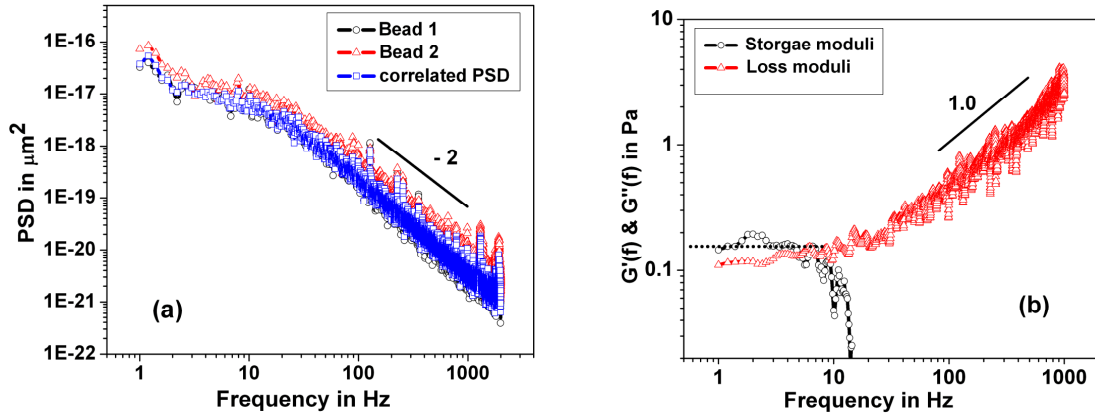 1E-16
1E-17
1E-18
1E-19
1E-20
1E-21
1E-22
PSD in μm²
Bead 1
Bead 2
correlated PSD
- 2
(a)
1 10 100 1000
Frequency in Hz
10
1
0.1
G'(f) & G''(f) in Pa
Storgae moduli
Loss moduli
1.0
(b)
1 10 100 1000
Frequency in Hz